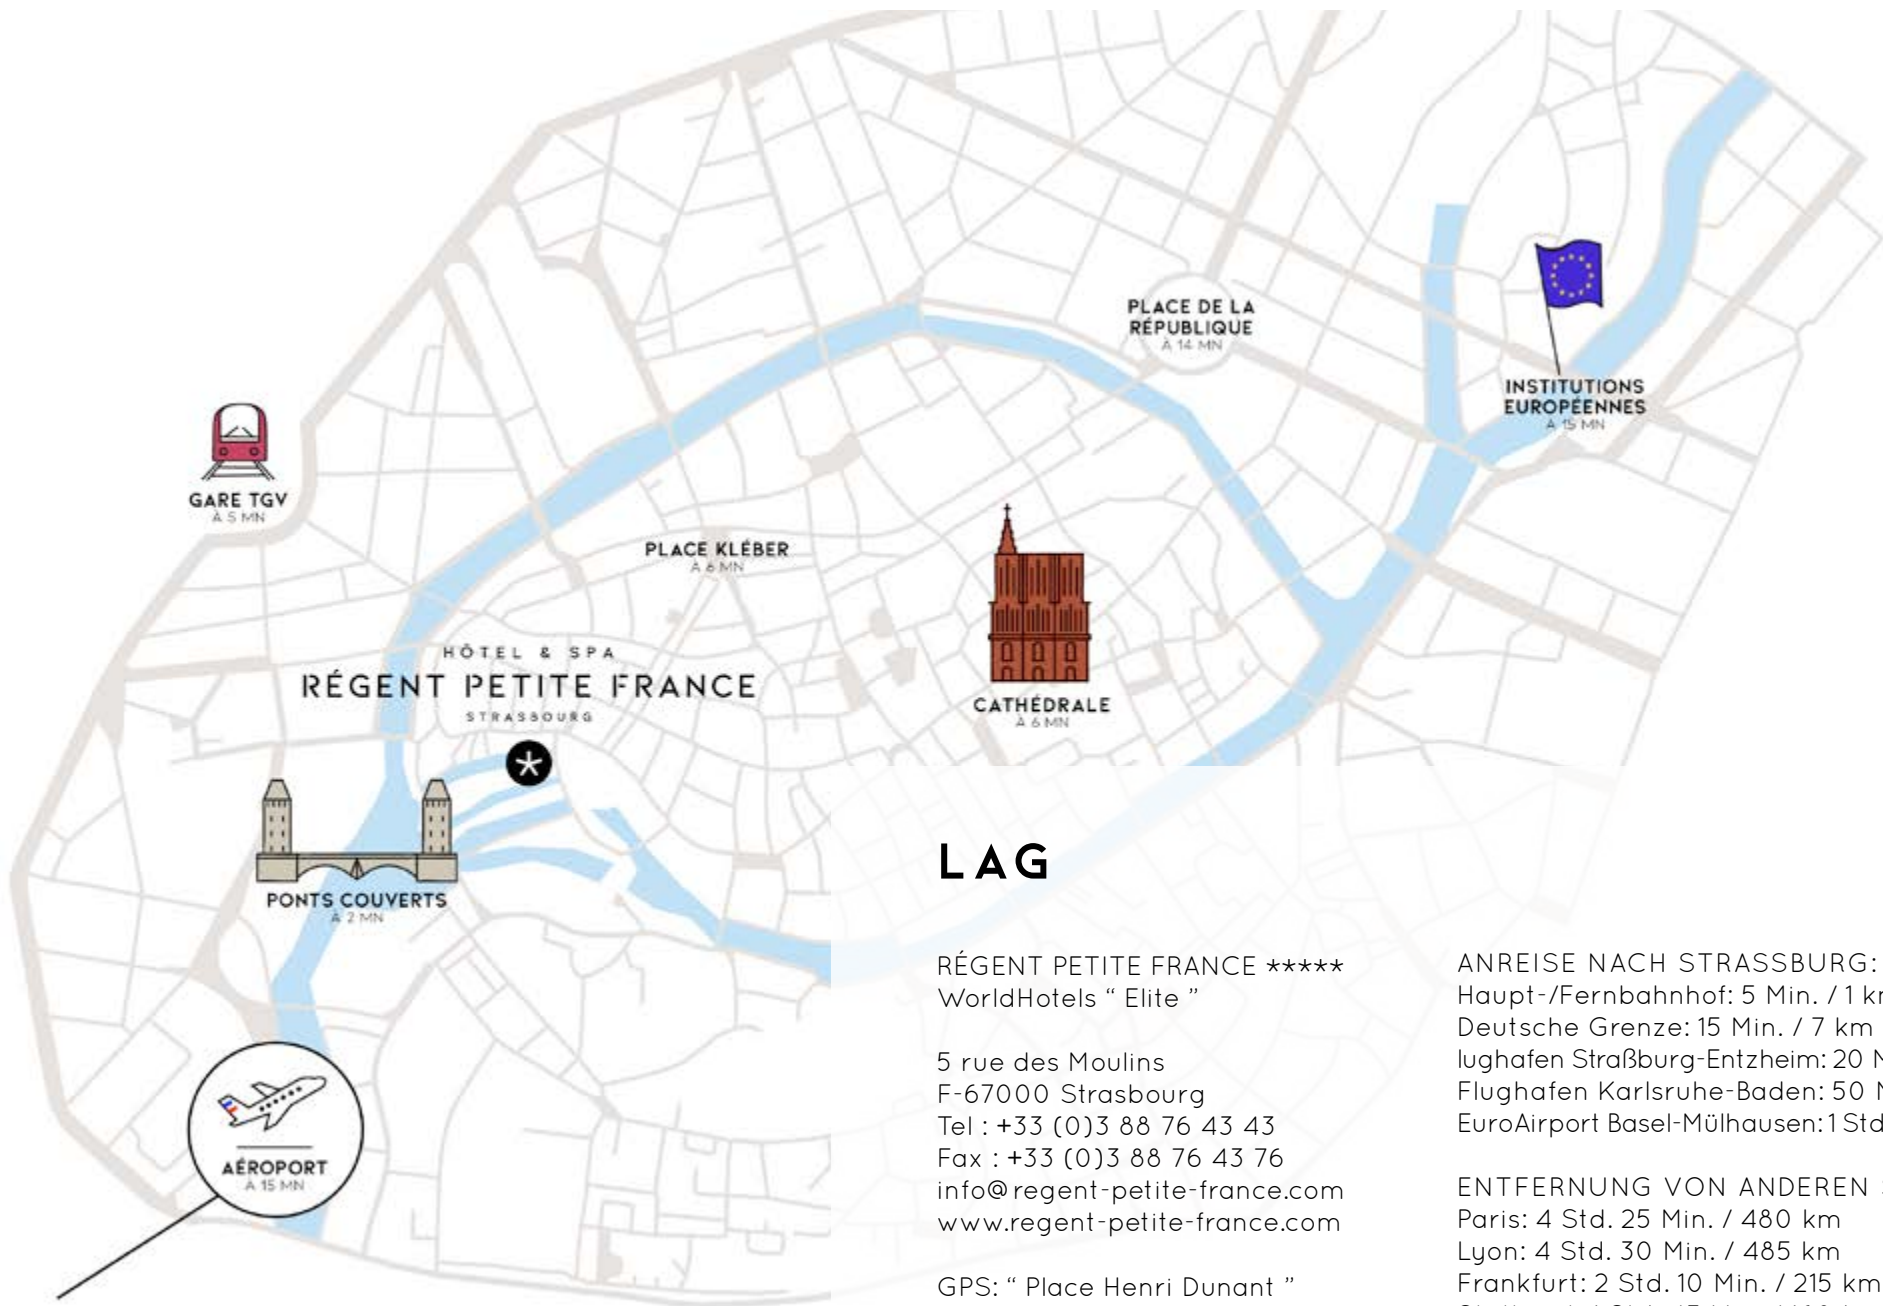 PLACE DE LA
RÉPUBLIQUE
À 14 MN
INSTITUTIONS
EUROPÉENNES
À 15 MN
GARE TGV
À 5 MN
PLACE KLÉBER
À 6 MN
HÔTEL & SPA
RÉGENT PETITE FRANCE
STRASBOURG
CATHÉDRALE
À 6 MN
PONTS COUVERTS
À 2 MN
AÉROPORT
À 15 MN
LAG
RÉGENT PETITE FRANCE *****
WorldHotels “ Elite ”
5 rue des Moulins
F-67000 Strasbourg
Tel : +33 (0)3 88 76 43 43
Fax : +33 (0)3 88 76 43 76
info@regent-petite-france.com
www.regent-petite-france.com
GPS: “ Place Henri Dunant ”
ANREISE NACH STRASSBURG:
Haupt-/Fernbahnhof: 5 Min. / 1 k
Deutsche Grenze: 15 Min. / 7 km
lughafen Straßburg-Entzheim: 20
Flughafen Karlsruhe-Baden: 50
EuroAirport Basel-Mülhausen: 1 Std
ENTFERNUNG VON ANDEREN
Paris: 4 Std. 25 Min. / 480 km
Lyon: 4 Std. 30 Min. / 485 km
Frankfurt: 2 Std. 10 Min. / 215 km